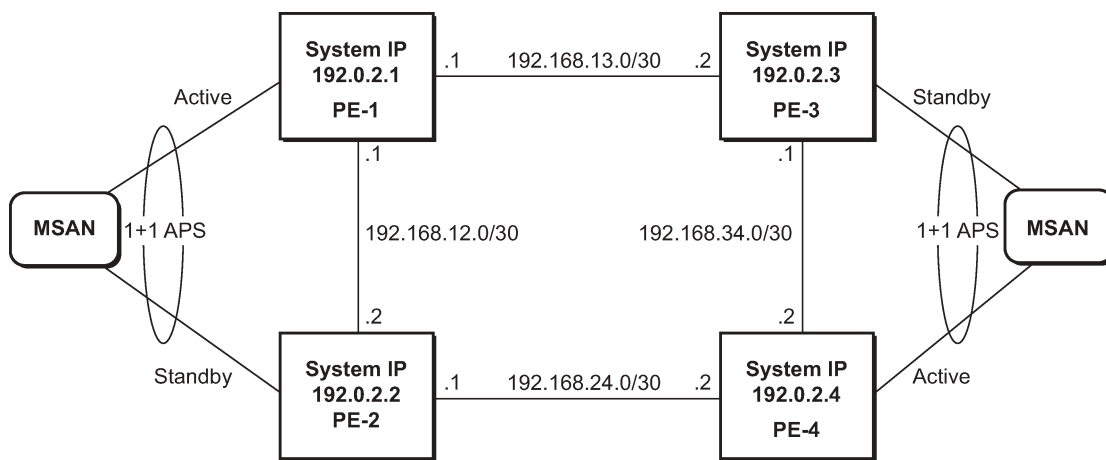 System IP
192.0.2.1
PE-1
.1
192.168.13.0/30
.2
System IP
192.0.2.3
PE-3
Active
Standby
.1
.1
MSAN
1+1 APS
192.168.12.0/30
192.168.34.0/30
1+1 APS
MSAN
.2
.2
Standby
Active
System IP
192.0.2.2
PE-2
.1
192.168.24.0/30
.2
System IP
192.0.2.4
PE-4